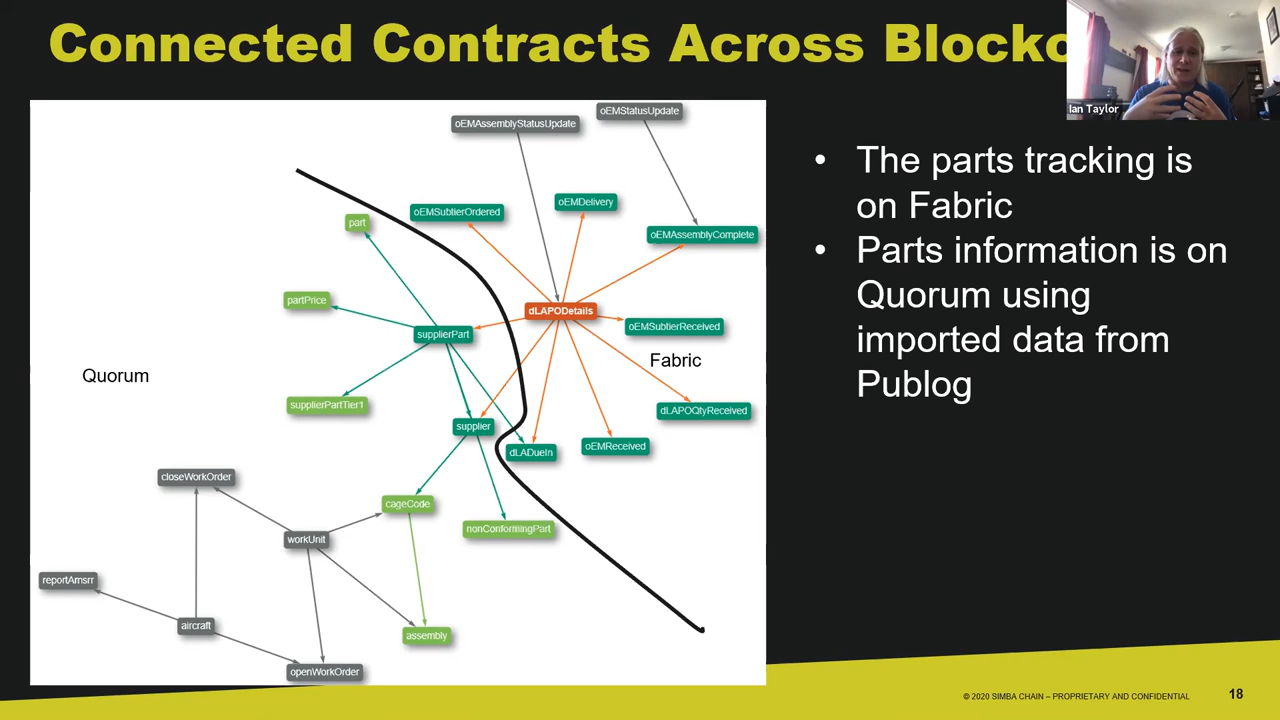 Connected Contracts Across Blockc
Ian Taylor
oEMStatusUpdate
oEMAssemblyStatusUpdate
oEMDelivery
oEMSubtierOrdered
part
oEMAssemblyComplete
partPrice
dLAPODetails
oEMSubtierReceived
supplierPart
Fabric
Quorum
supplierPartTier1
dLAPOQtyReceived
supplier
oEMReceived
dLADueIn
closeWorkOrder
cageCode
nonConformingPart
workUnit
reportAmsrr
aircraft
assembly
openWorkOrder
• The parts tracking is
on Fabric
• Parts information is on
Quorum using
imported data from
Publog
© 2020 SIMBA CHAIN – PROPRIETARY AND CONFIDENTIAL
18